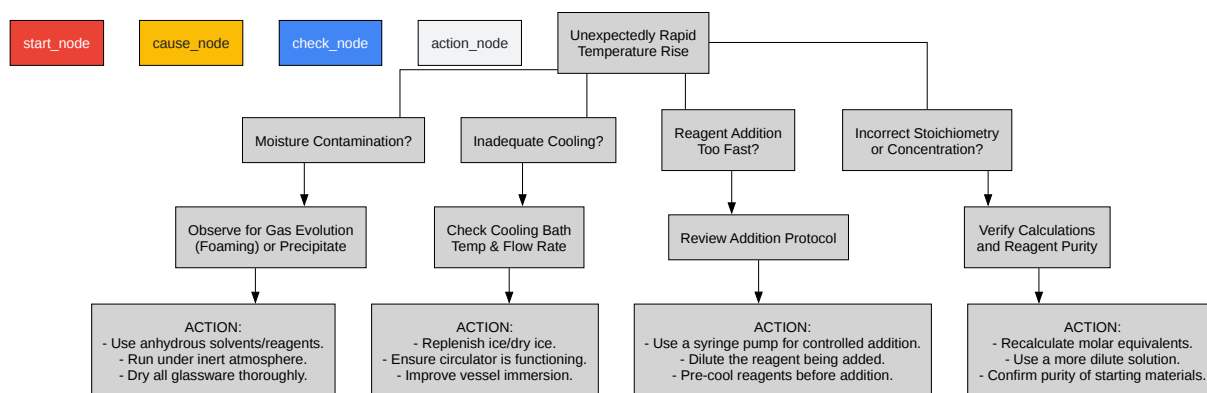 start_node
cause_node
check_node
action_node
Unexpectedly Rapid
Temperature Rise
Moisture Contamination?
Inadequate Cooling?
Reagent Addition
Too Fast?
Incorrect Stoichiometry
or Concentration?
Observe for Gas Evolution
(Foaming) or Precipitate
Check Cooling Bath
Temp & Flow Rate
Review Addition Protocol
Verify Calculations
and Reagent Purity
ACTION:
- Use anhydrous solvents/reagents.
- Run under inert atmosphere.
- Dry all glassware thoroughly.
ACTION:
- Replenish ice/dry ice.
- Ensure circulator is functioning.
- Improve vessel immersion.
ACTION:
- Use a syringe pump for controlled addition.
- Dilute the reagent being added.
- Pre-cool reagents before addition.
ACTION:
- Recalculate molar equivalents.
- Use a more dilute solution.
- Confirm purity of starting materials.